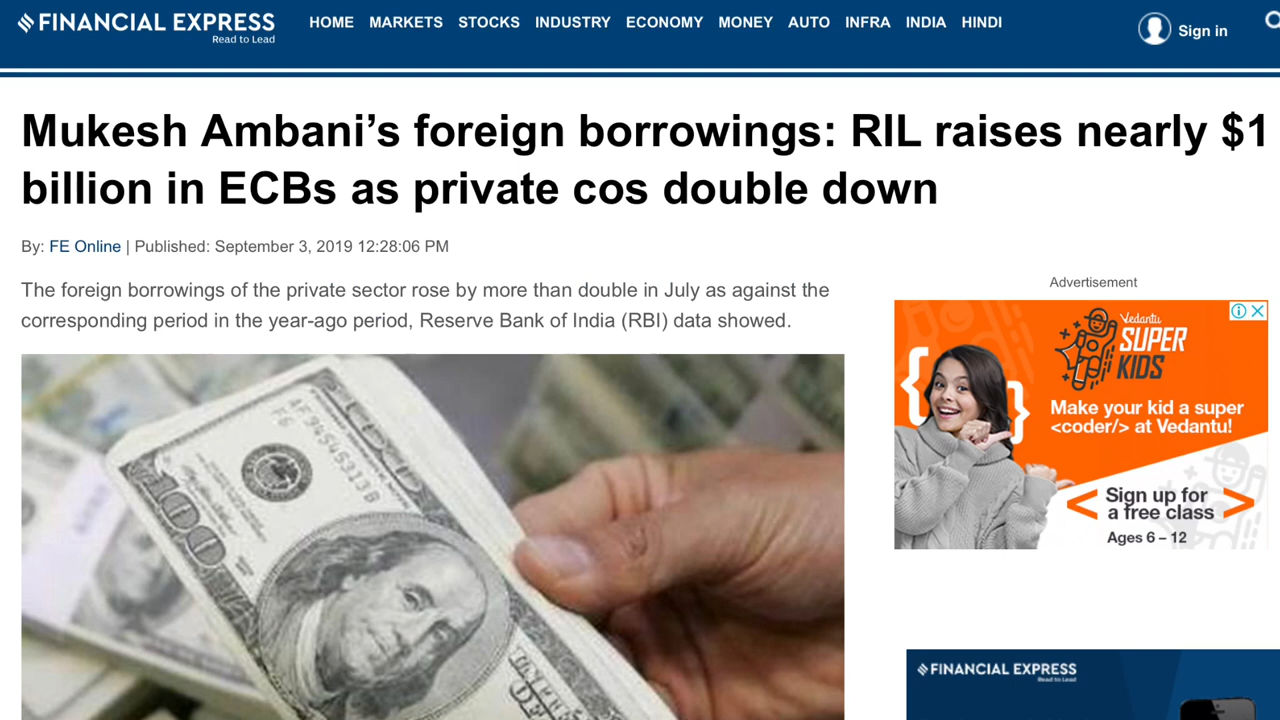 FINANCIAL EXPRESS
Read to Lead
HOME MARKETS STOCKS INDUSTRY ECONOMY MONEY AUTO INFRA INDIA HINDI
Sign in
Mukesh Ambani’s foreign borrowings: RIL raises nearly $1
billion in ECBs as private cos double down
By: FE Online | Published: September 3, 2019 12:28:06 PM
The foreign borrowings of the private sector rose by more than double in July as against the
corresponding period in the year-ago period, Reserve Bank of India (RBI) data showed.
100
Advertisement
Vedantu
SUPER
KIDS
Make your kid a super
<coder/> at Vedantu!
Sign up for
a free class
Ages 6 – 12
FINANCIAL EXPRESS
Read to Lead